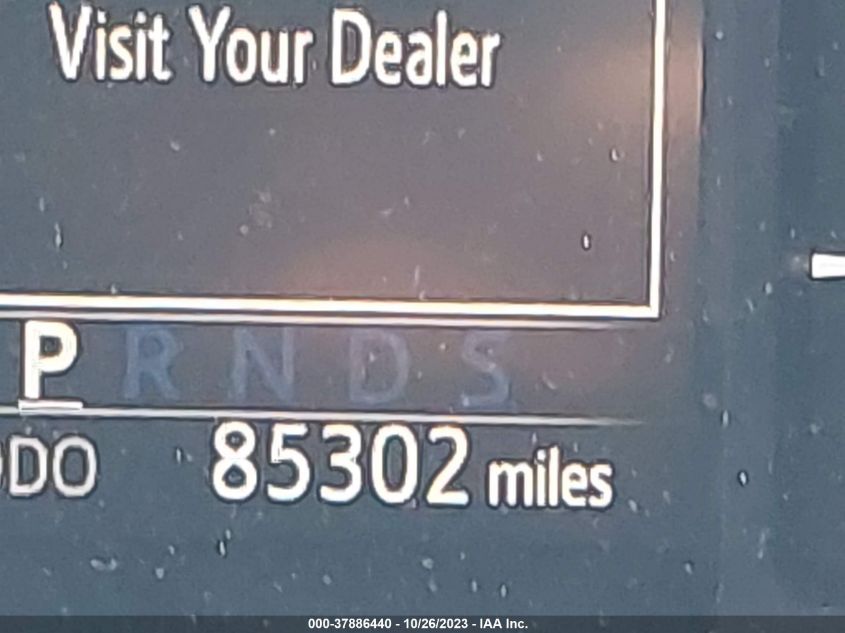 Visit Your Dealer
P R N D S
ODO 85302 miles
000-37886440 - 10/26/2023 - IAA Inc.